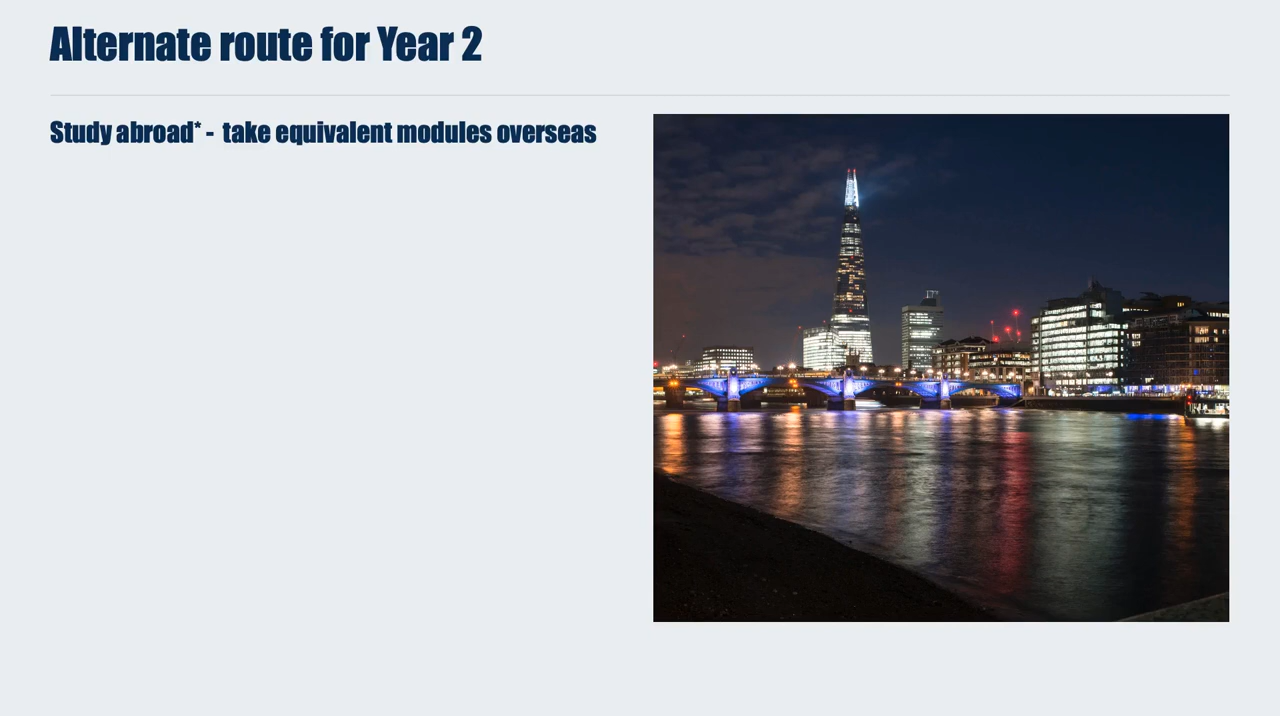 Alternate route for Year 2
Study abroad* -  take equivalent modules overseas